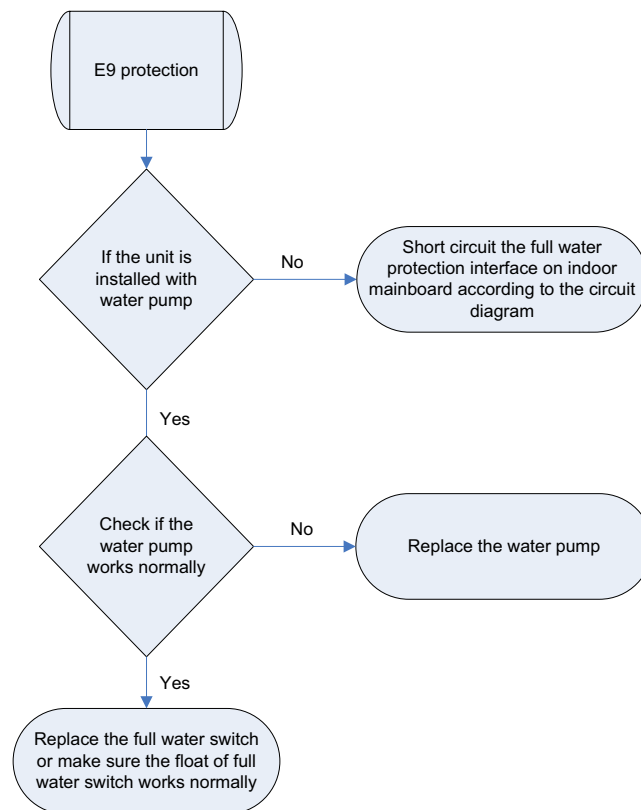 E9 protection
If the unit is
installed with
water pump
No
Short circuit the full water
protection interface on indoor
mainboard according to the circuit
diagram
Yes
Check if the
water pump
works normally
No
Replace the water pump
Yes
Replace the full water switch
or make sure the float of full
water switch works normally